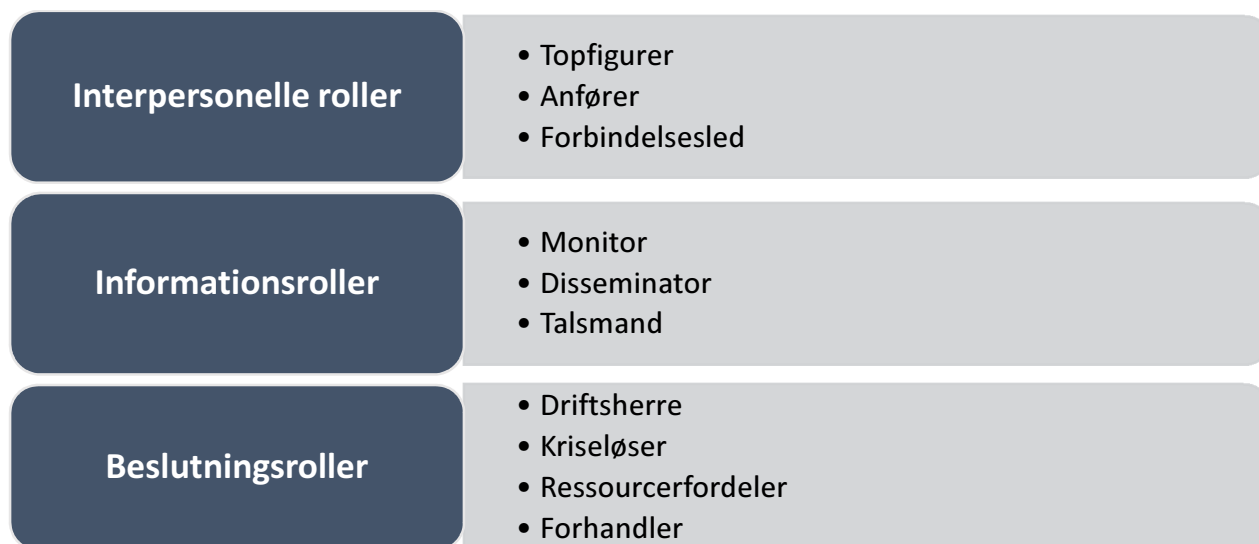 Interpersonelle roller
• Topfigurer
• Anfører
• Forbindelsesled
Informationsroller
• Monitor
• Disseminator
• Talsmand
Beslutningsroller
• Driftsherre
• Kriseløser
• Ressourcerfordeler
• Forhandler